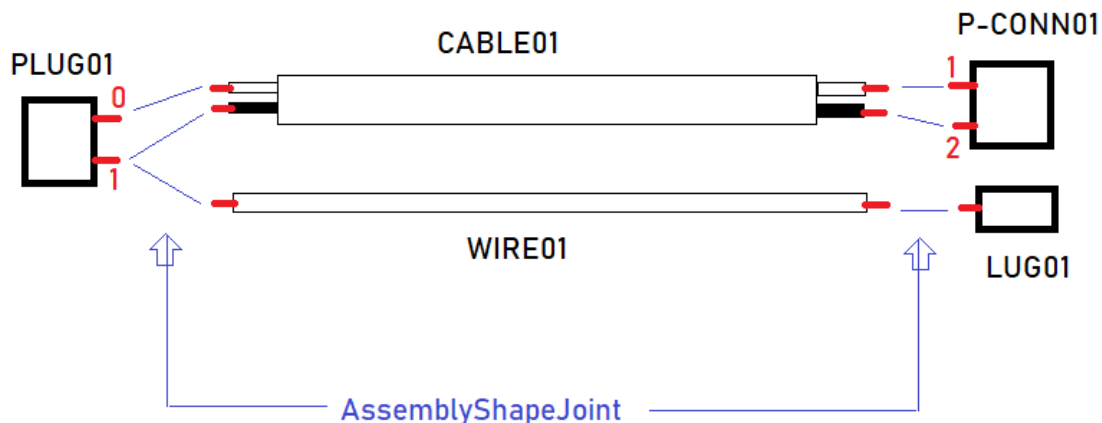 P-CONN01
CABLE01
PLUG01
0
1
1
2
WIRE01
LUG01
AssemblyShapeJoint